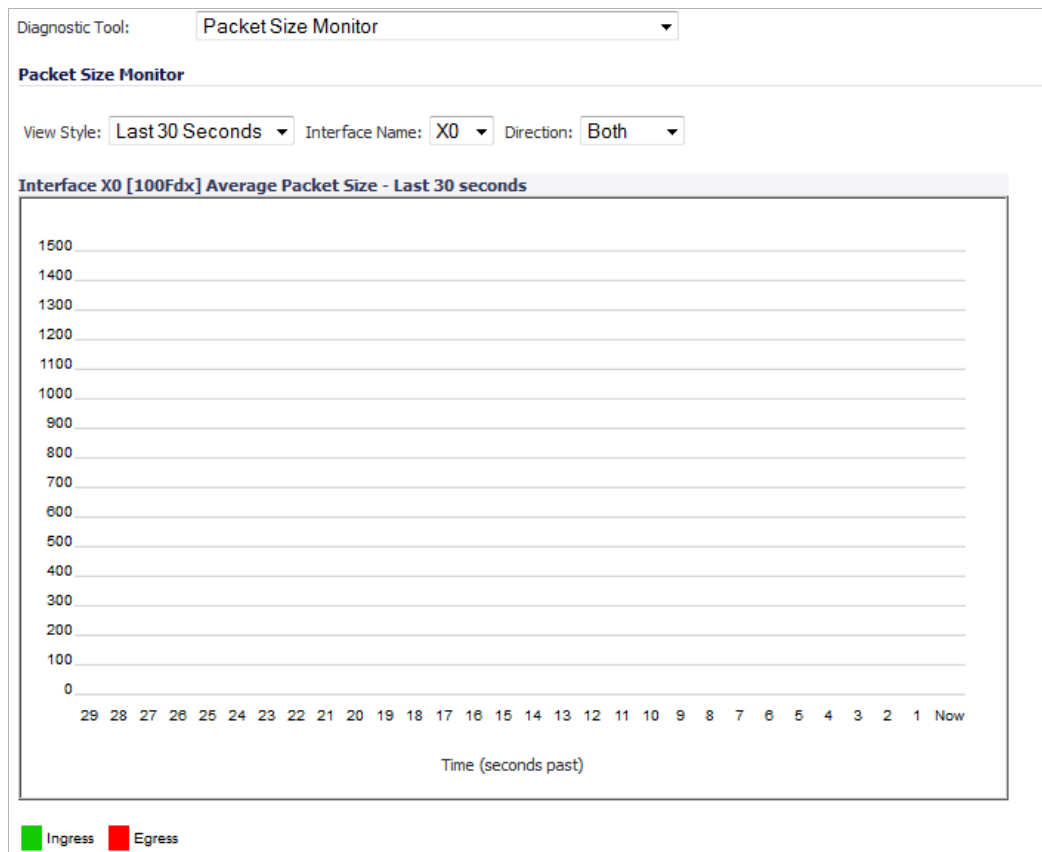 Diagnostic Tool: Packet Size Monitor
Packet Size Monitor
View Style: Last 30 Seconds Interface Name: X0 Direction: Both
Interface X0 [100Fdx] Average Packet Size - Last 30 seconds
1500
1400
1300
1200
1100
1000
900
800
700
600
500
400
300
200
100
0
29 28 27 26 25 24 23 22 21 20 19 18 17 16 15 14 13 12 11 10 9 8 7 6 5 4 3 2 1 Now
Time (seconds past)
Ingress Egress